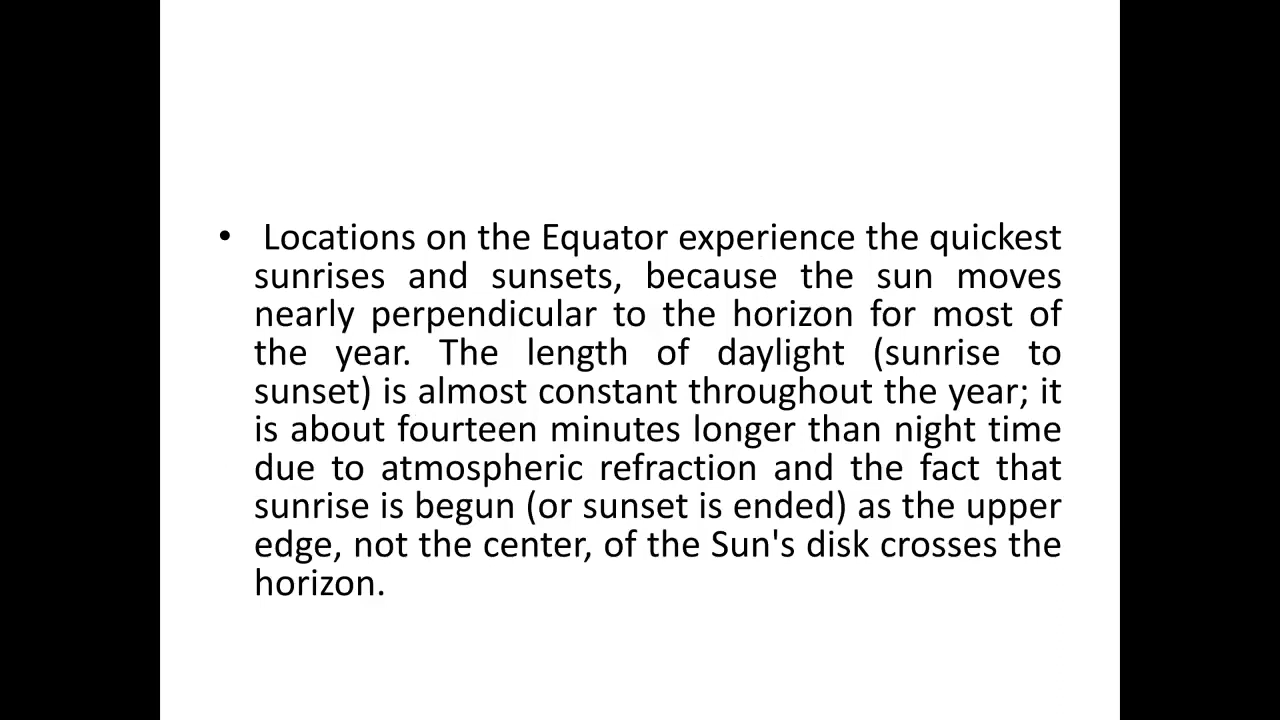 • Locations on the Equator experience the quickest
sunrises and sunsets, because the sun moves
nearly perpendicular to the horizon for most of
the year. The length of daylight (sunrise to
sunset) is almost constant throughout the year; it
is about fourteen minutes longer than night time
due to atmospheric refraction and the fact that
sunrise is begun (or sunset is ended) as the upper
edge, not the center, of the Sun's disk crosses the
horizon.